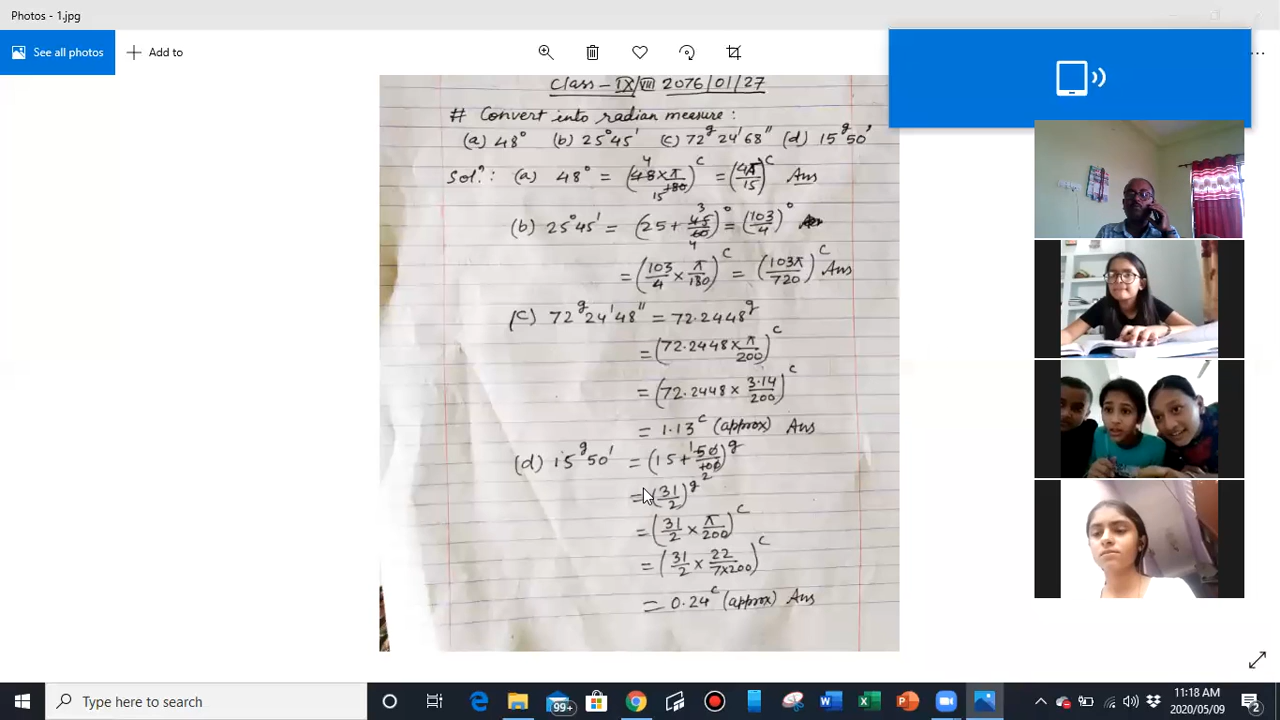 Photos - 1.jpg
See all photos
Add to
Class - IX/VIII 2076/01/27
# Convert into radian measure:
(a) 48° (b) 25°45' (c) 72^g 24' 68'' (d) 15^g 50'
Sol?: (a) 48° = (48×π/180)^c = (4π/15)^c Ans
(b) 25°45' = (25 + 45/60)° = (103/4)°
= (103/4 × π/180)^c = (103π/720)^c Ans
(c) 72^g 24' 48'' = 72.2448^g
= (72.2448 × π/200)^c
= (72.2448 × 3.14/200)^c
= 1.13^c (approx) Ans
(d) 15^g 50' = (15 + 50/100)^g
= (31/2)^g
= (31/2 × π/200)^c
= (31/2 × 22/7×200)^c
= 0.24^c (approx) Ans
Type here to search
99+
11:18 AM
2020/05/09
2